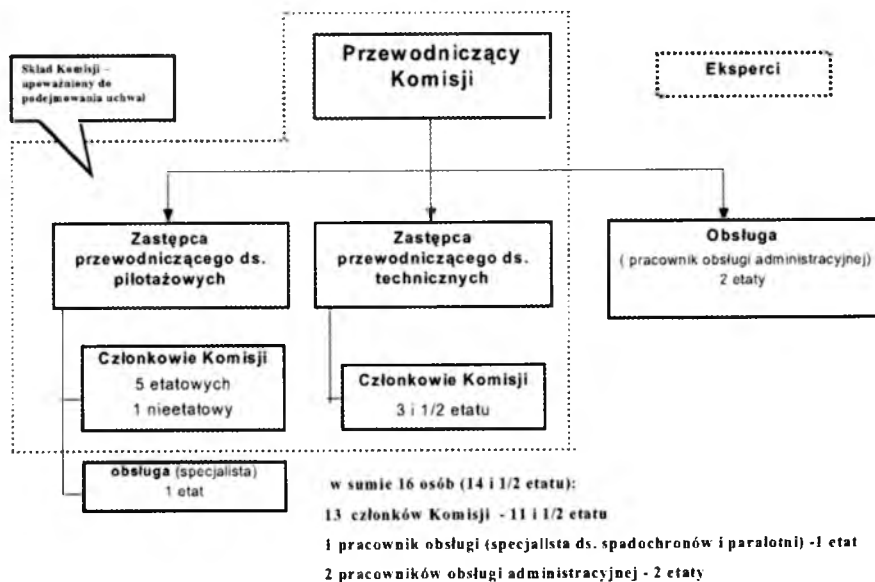 Skład Komisji –
upoważniony do
podejmowania uchwał
Przewodniczący
Komisji
Eksperci
Zastępca
przewodniczącego ds.
pilotażowych
Zastępca
przewodniczącego ds.
technicznych
Obsługa
( pracownik obsługi administracyjnej)
2 etaty
Członkowie Komisji
5 etatowych
1 nieetatowy
Członkowie Komisji
3 i 1/2 etatu
obsługa (specjalista)
1 etat
w sumie 16 osób (14 i 1/2 etatu):
13 członków Komisji - 11 i 1/2 etatu
1 pracownik obsługi (specjalista ds. spadochronów i paralotni) -1 etat
2 pracowników obsługi administracyjnej - 2 etaty